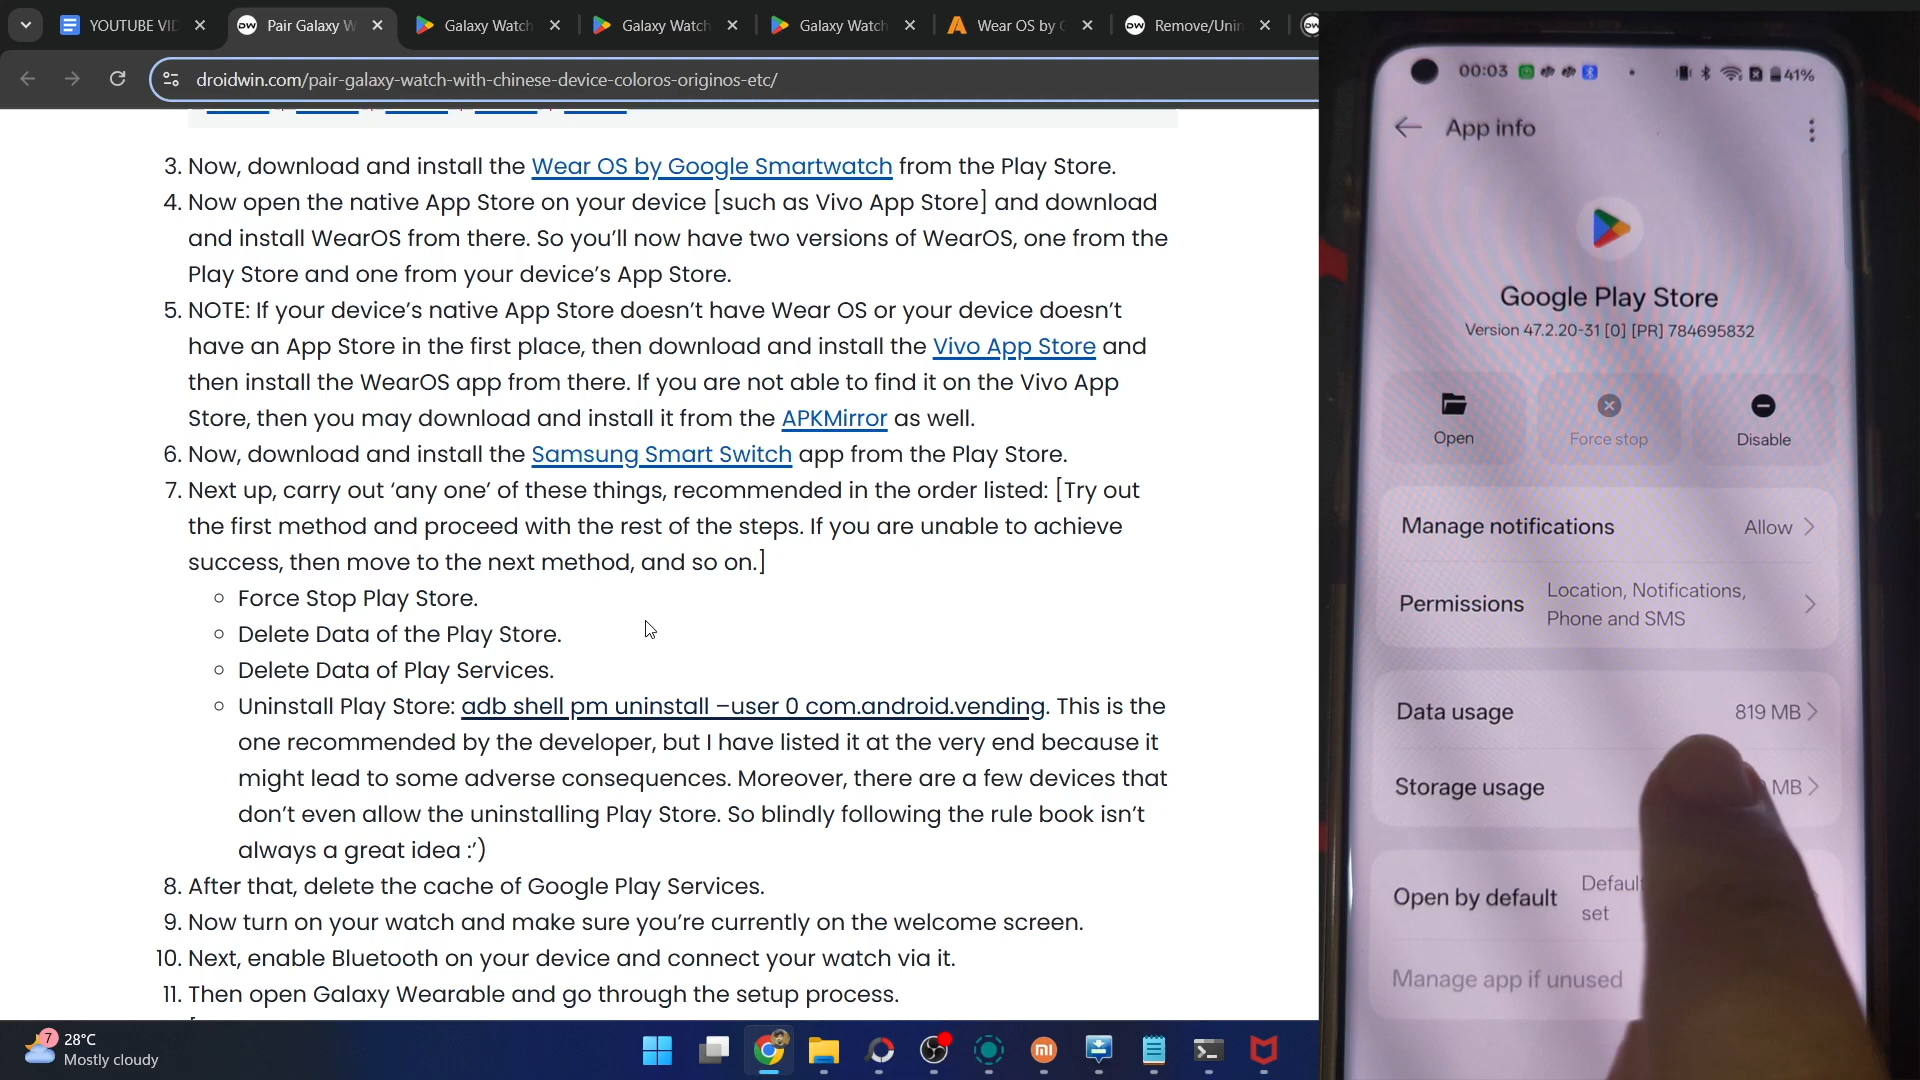 YOUTUBE VID
Pair Galaxy W
Galaxy Watch
Galaxy Watch
Galaxy Watch
Wear OS by G
Remove/Unin
droidwin.com/pair-galaxy-watch-with-chinese-device-coloros-originos-etc/
3. Now, download and install the Wear OS by Google Smartwatch from the Play Store.
4. Now open the native App Store on your device [such as Vivo App Store] and download
and install WearOS from there. So you'll now have two versions of WearOS, one from the
Play Store and one from your device's App Store.
5. NOTE: If your device's native App Store doesn't have Wear OS or your device doesn't
have an App Store in the first place, then download and install the Vivo App Store and
then install the WearOS app from there. If you are not able to find it on the Vivo App
Store, then you may download and install it from the APKMirror as well.
6. Now, download and install the Samsung Smart Switch app from the Play Store.
7. Next up, carry out ‘any one’ of these things, recommended in the order listed: [Try out
the first method and proceed with the rest of the steps. If you are unable to achieve
success, then move to the next method, and so on.]
Force Stop Play Store.
Delete Data of the Play Store.
Delete Data of Play Services.
Uninstall Play Store: adb shell pm uninstall –user 0 com.android.vending. This is the
one recommended by the developer, but I have listed it at the very end because it
might lead to some adverse consequences. Moreover, there are a few devices that
don't even allow the uninstalling Play Store. So blindly following the rule book isn't
always a great idea :’)
8. After that, delete the cache of Google Play Services.
9. Now turn on your watch and make sure you're currently on the welcome screen.
10. Next, enable Bluetooth on your device and connect your watch via it.
11. Then open Galaxy Wearable and go through the setup process.
7
28°C
Mostly cloudy
00:03
41%
App info
Google Play Store
Version 47.2.20-31 [0] [PR] 784695832
Open
Force stop
Disable
Manage notifications
Allow
Permissions
Location, Notifications,
Phone and SMS
Data usage
819 MB
Storage usage
MB
Open by default
Default
set
Manage app if unused